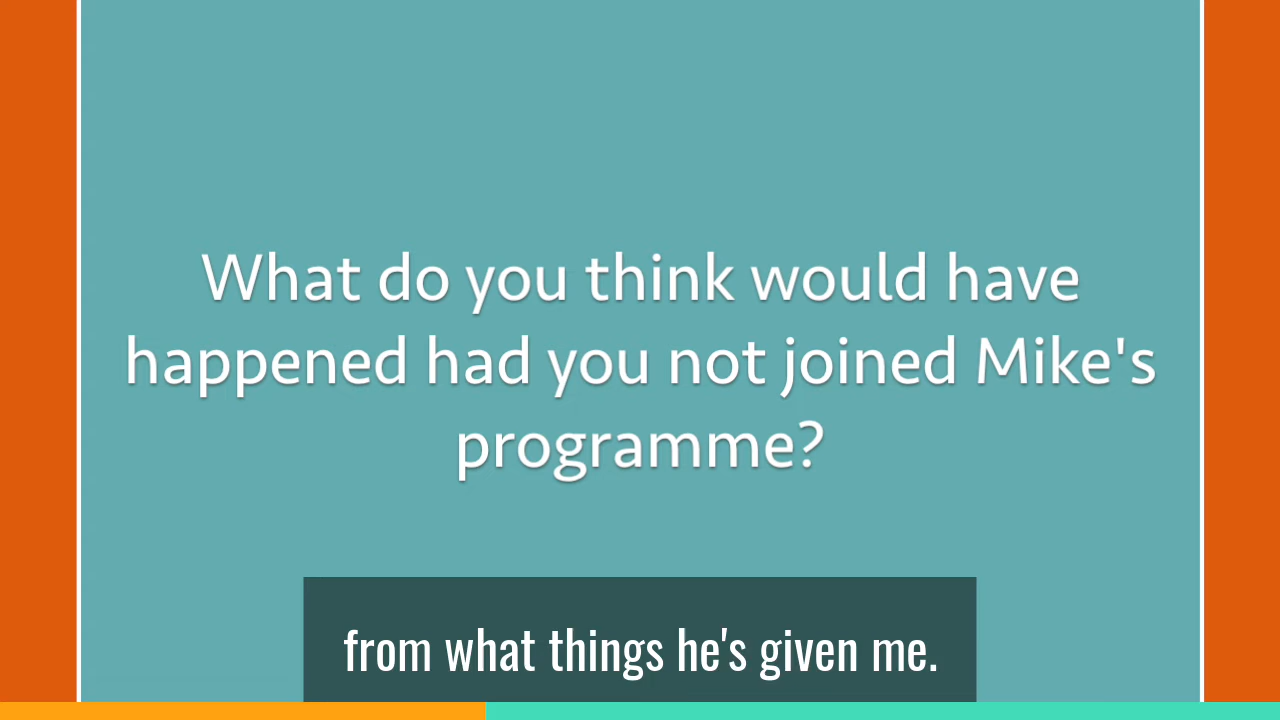 What do you think would have
happened had you not joined Mike's
programme?
from what things he's given me.